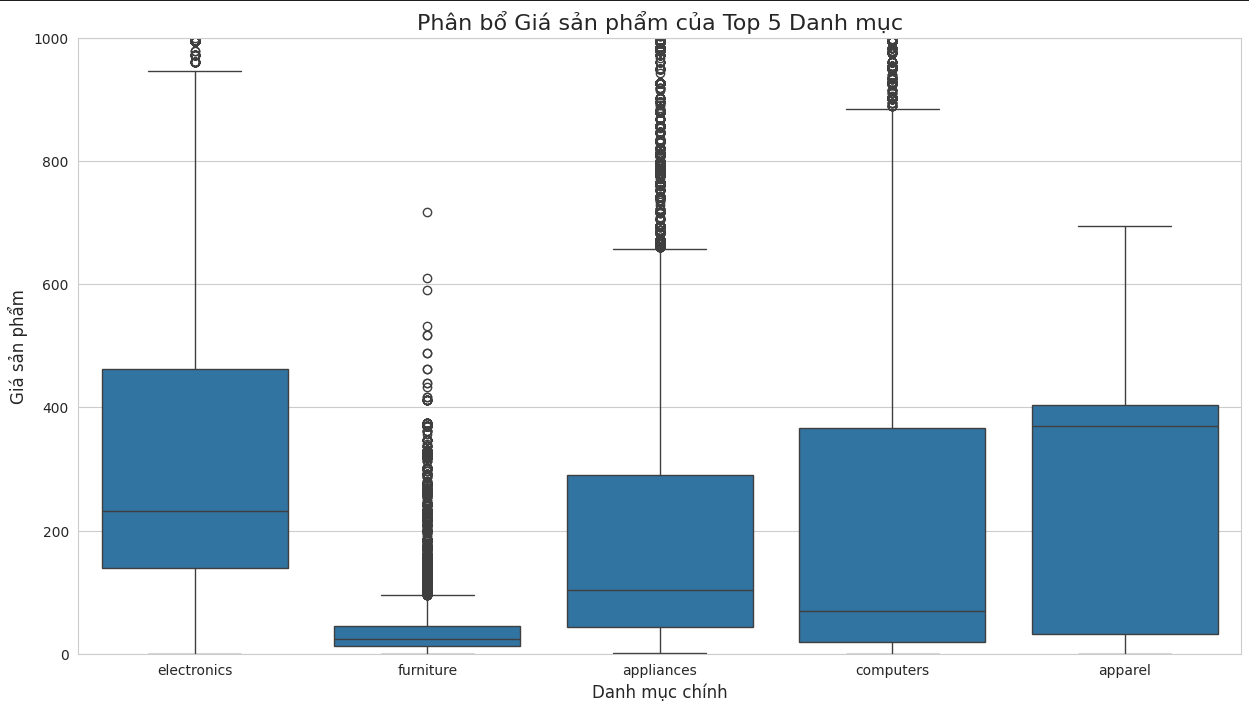 Phân bổ Giá sản phẩm của Top 5 Danh mục
Giá sản phẩm
1000
800
600
400
200
0
electronics
furniture
appliances
computers
apparel
Danh mục chính